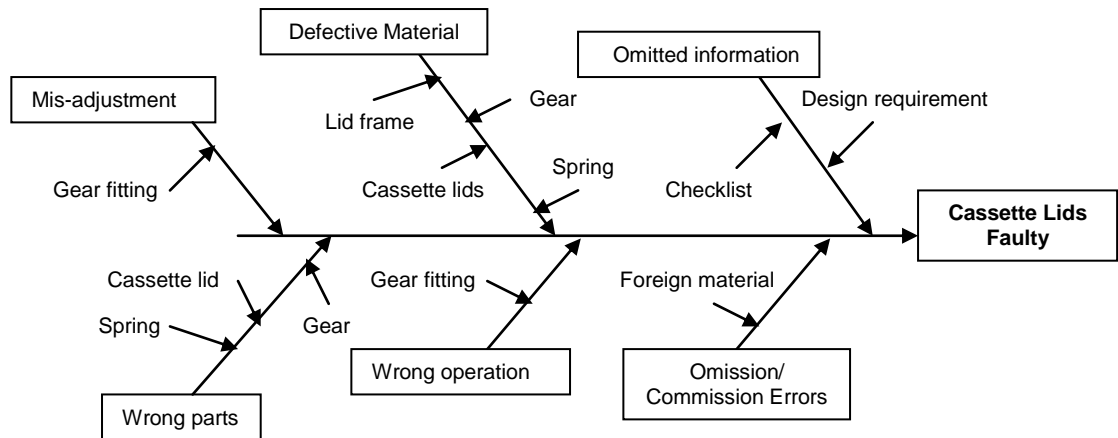 Defective Material
Omitted information
Mis-adjustment
Gear
Design requirement
Lid frame
Spring
Gear fitting
Cassette lids
Checklist
Cassette Lids
Faulty
Cassette lid
Gear fitting
Foreign material
Spring
Gear
Wrong operation
Omission/
Commission Errors
Wrong parts